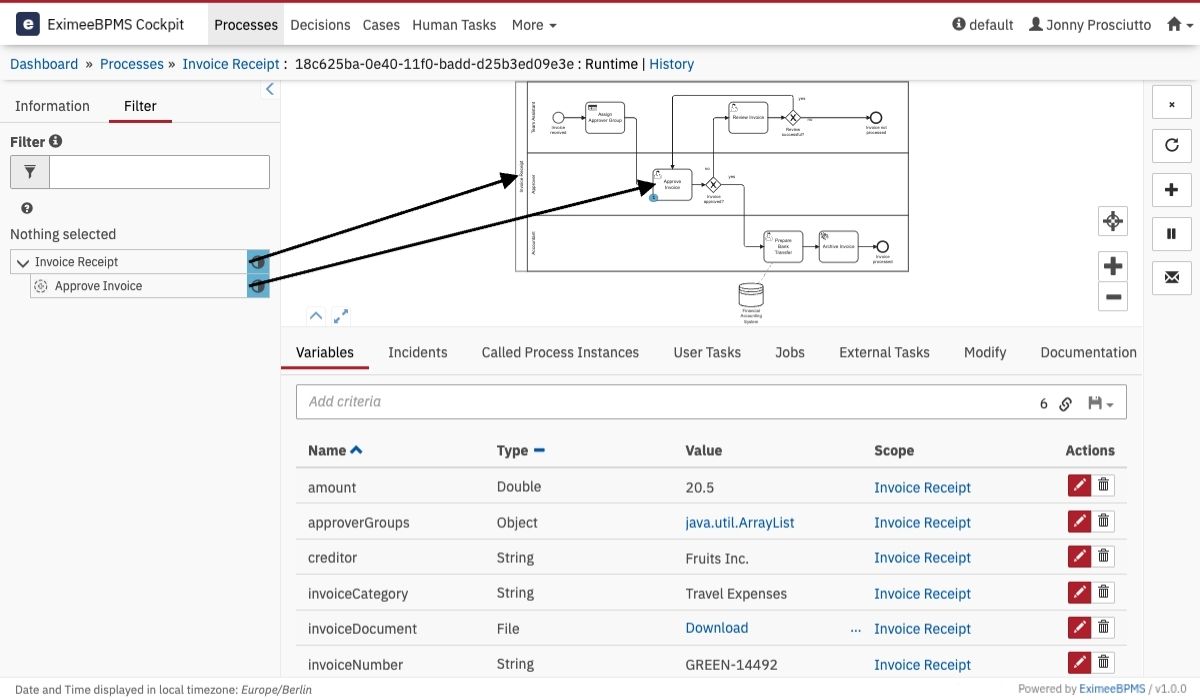 e EximeeBPMS Cockpit Processes Decisions Cases Human Tasks More default Jonny Prosciutto
Dashboard » Processes » Invoice Receipt : 18c625ba-0e40-11f0-badd-d25b3ed09e3e : Runtime | History
Information Filter
Filter
Nothing selected
Invoice Receipt
Approve Invoice
Invoice Receipt
Team Assistant
Invoice received
Assign Approver Group
Review Invoice
yes
no
Review successful?
Invoice not processed
Approver
Approve Invoice
1
no
yes
Invoice approved?
Accountant
Prepare Bank Transfer
Archive Invoice
Invoice processed
Financial Accounting System
Variables Incidents Called Process Instances User Tasks Jobs External Tasks Modify Documentation
Add criteria 6
Name Type Value Scope Actions
amount Double 20.5 Invoice Receipt
approverGroups Object java.util.ArrayList Invoice Receipt
creditor String Fruits Inc. Invoice Receipt
invoiceCategory String Travel Expenses Invoice Receipt
invoiceDocument File Download ... Invoice Receipt
invoiceNumber String GREEN-14492 Invoice Receipt
Date and Time displayed in local timezone: Europe/Berlin Powered by EximeeBPMS / v1.0.0